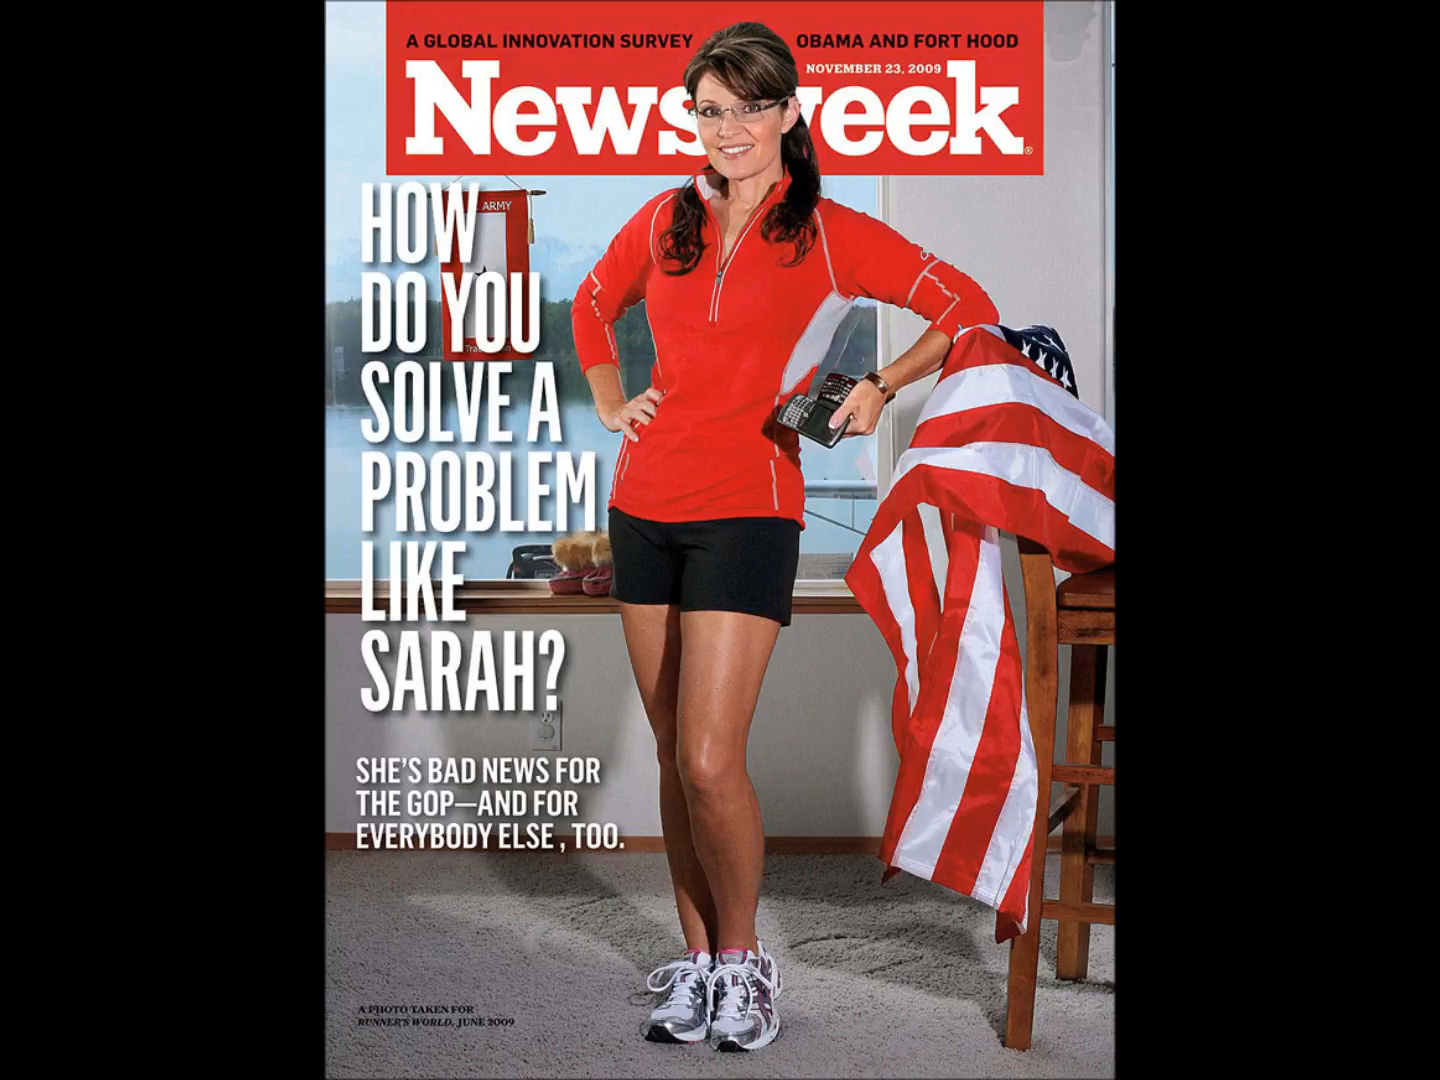 A GLOBAL INNOVATION SURVEY
OBAMA AND FORT HOOD
NOVEMBER 23, 2009
Newsweek
HOW
DO YOU
SOLVE A
PROBLEM
LIKE
SARAH?
ARMY
SHE'S BAD NEWS FOR
THE GOP—AND FOR
EVERYBODY ELSE , TOO.
A PHOTO TAKEN FOR
RUNNER'S WORLD, JUNE 2009